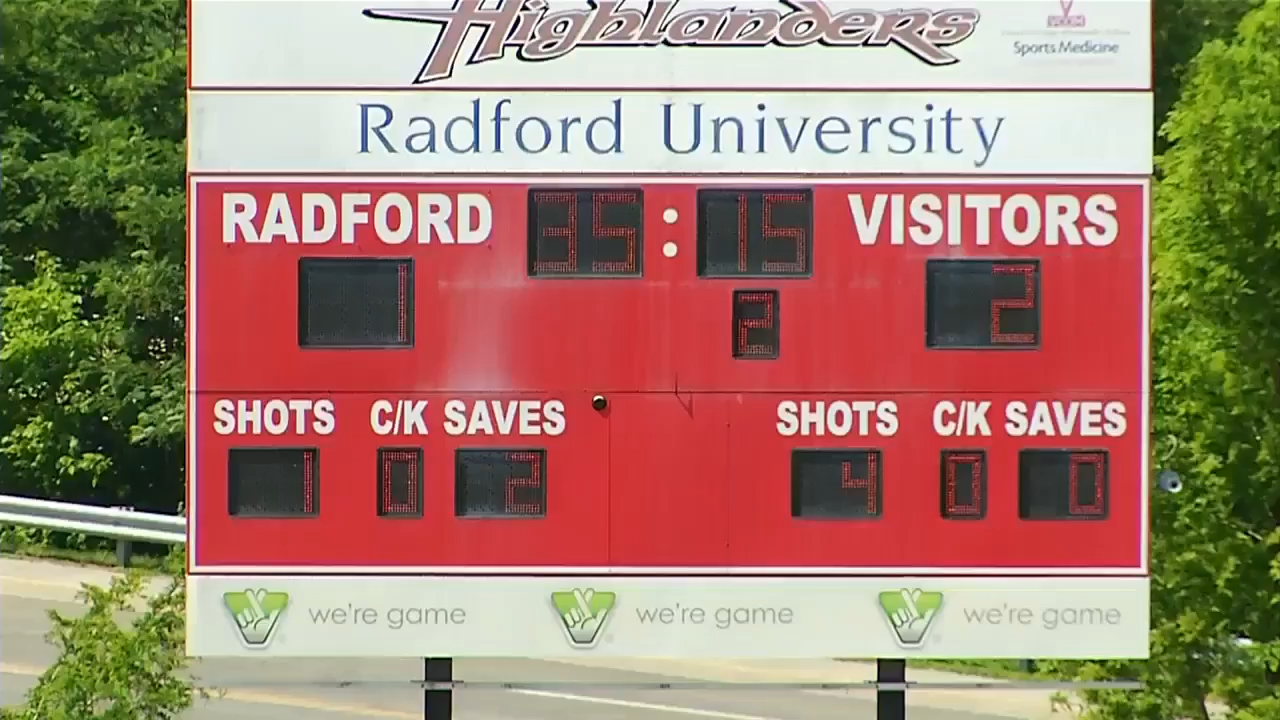 Highlanders
VCOM
Sports Medicine
Radford University
RADFORD 35 : 15 VISITORS
1 2 2
SHOTS C/K SAVES SHOTS C/K SAVES
1 0 2 4 0 0
we're game we're game we're game